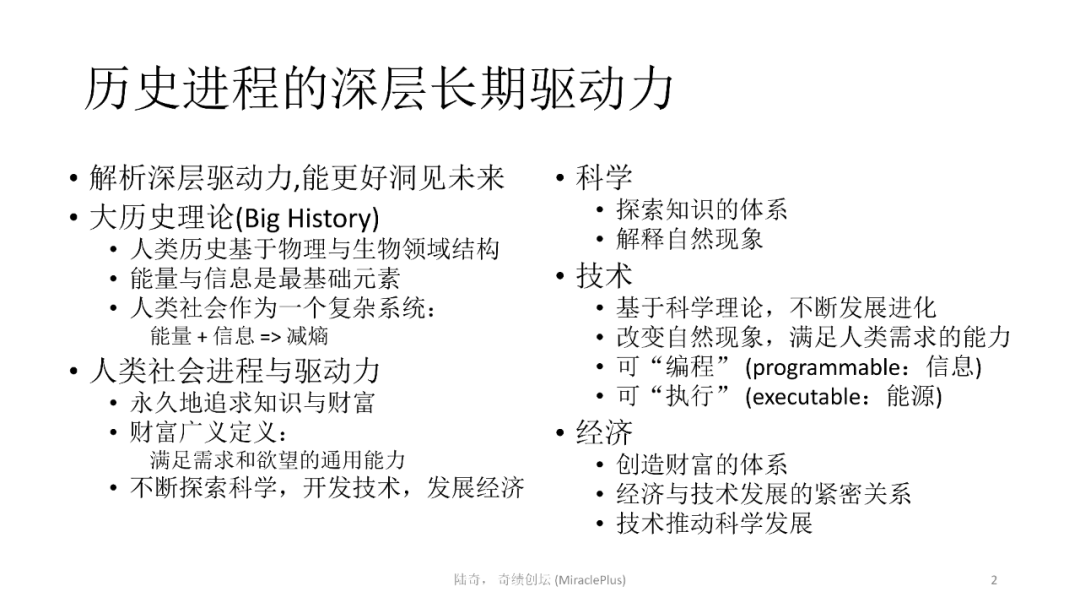 历史进程的深层长期驱动力
• 解析深层驱动力,能更好洞见未来
• 大历史理论(Big History)
• 人类历史基于物理与生物领域结构
• 能量与信息是最基础元素
• 人类社会作为一个复杂系统：
能量 + 信息 => 减熵
• 人类社会进程与驱动力
• 永久地追求知识与财富
• 财富广义定义：
满足需求和欲望的通用能力
• 不断探索科学，开发技术，发展经济
• 科学
• 探索知识的体系
• 解释自然现象
• 技术
• 基于科学理论，不断发展进化
• 改变自然现象，满足人类需求的能力
• 可“编程” (programmable：信息)
• 可“执行” (executable：能源)
• 经济
• 创造财富的体系
• 经济与技术发展的紧密关系
• 技术推动科学发展
陆奇， 奇绩创坛 (MiraclePlus)
2